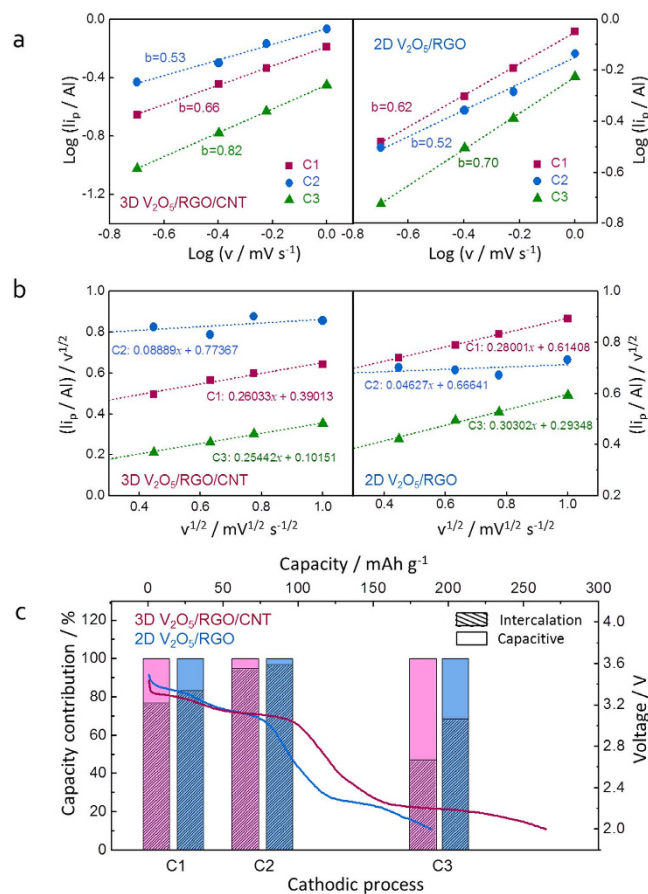 a
0.0
-0.4
-0.8
-1.2
Log (|iₚ / A|)
b=0.53
b=0.66
b=0.82
C1
C2
C3
3D V₂O₅/RGO/CNT
-0.8 -0.6 -0.4 -0.2 0.0
Log (v / mV s⁻¹)
2D V₂O₅/RGO
b=0.62
b=0.52
b=0.70
C1
C2
C3
-0.8 -0.6 -0.4 -0.2 0.0
Log (v / mV s⁻¹)
0.0
-0.2
-0.4
-0.6
-0.8
Log (|iₚ / A|)
b
1.0
0.8
0.6
0.4
0.2
0.0
(|iₚ / A|) / v¹/²
C2: 0.08889x + 0.77367
C1: 0.26033x + 0.39013
C3: 0.25442x + 0.10151
3D V₂O₅/RGO/CNT
0.4 0.6 0.8 1.0
v¹/² / mV¹/² s⁻¹/²
C1: 0.28001x + 0.61408
C2: 0.04627x + 0.66641
C3: 0.30302x + 0.29348
2D V₂O₅/RGO
0.4 0.6 0.8 1.0
v¹/² / mV¹/² s⁻¹/²
1.0
0.8
0.6
0.4
0.2
(|iₚ / A|) / v¹/²
c
Capacity / mAh g⁻¹
0 50 100 150 200 250 300
3D V₂O₅/RGO/CNT
2D V₂O₅/RGO
Intercalation
Capacitive
120
100
80
60
40
20
0
Capacity contribution / %
4.0
3.6
3.2
2.8
2.4
2.0
Voltage / V
C1 C2 C3
Cathodic process